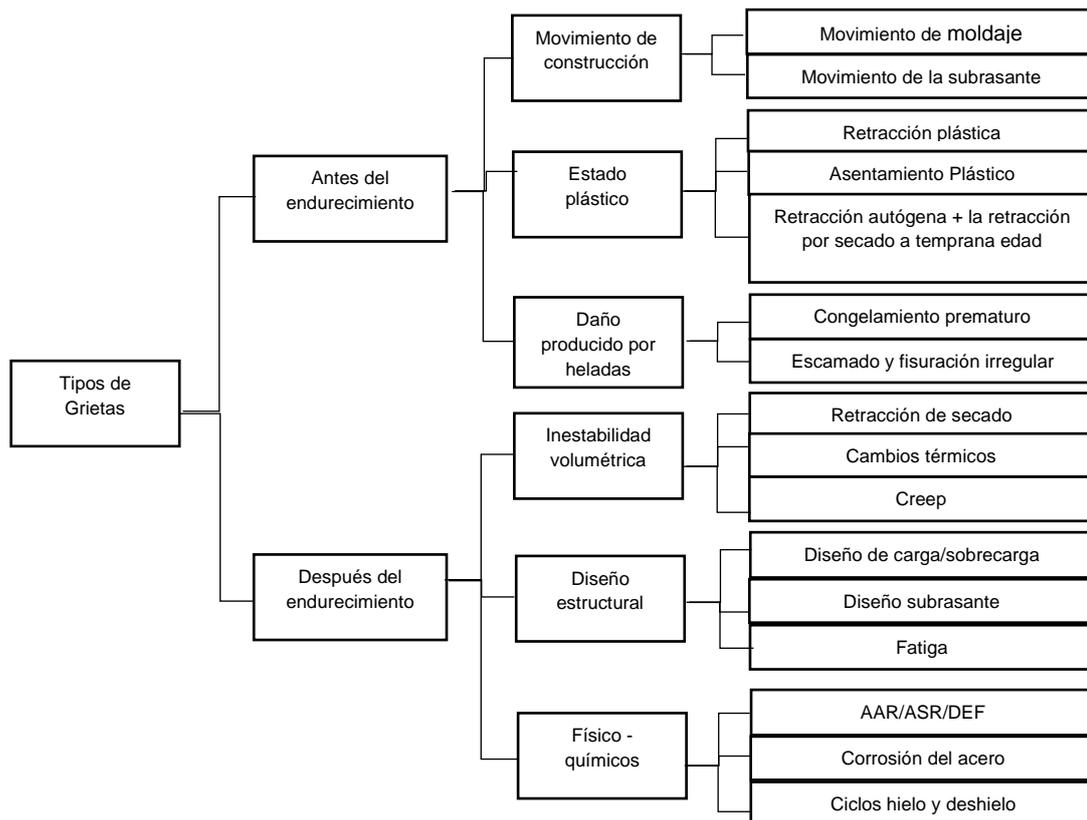 Tipos de
Grietas
Antes del
endurecimiento
Movimiento de
construcción
Movimiento de moldaje
Movimiento de la subrasante
Estado
plástico
Retracción plástica
Asentamiento Plástico
Retracción autógena + la retracción
por secado a temprana edad
Daño
producido por
heladas
Congelamiento prematuro
Escamado y fisuración irregular
Después del
endurecimiento
Inestabilidad
volumétrica
Retracción de secado
Cambios térmicos
Creep
Diseño
estructural
Diseño de carga/sobrecarga
Diseño subrasante
Fatiga
Físico -
químicos
AAR/ASR/DEF
Corrosión del acero
Ciclos hielo y deshielo